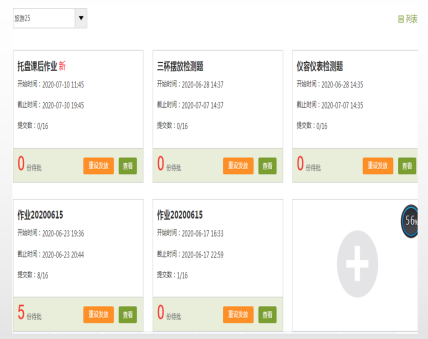 旅游25
列表
托盘课后作业 新
开始时间：2020-07-10 11:45
截止时间：2020-07-30 19:45
提交数：0/16
0 份待批
重设发放 查看
三杯摆放检测题
开始时间：2020-06-28 14:37
截止时间：2020-07-07 14:37
提交数：0/16
0 份待批
重设发放 查看
仪容仪表检测题
开始时间：2020-06-28 14:35
截止时间：2020-07-07 14:35
提交数：0/16
0 份待批
重设发放 查看
作业20200615
开始时间：2020-06-23 19:36
截止时间：2020-06-23 20:44
提交数：8/16
5 份待批
重设发放 查看
作业20200615
开始时间：2020-06-17 16:33
截止时间：2020-06-17 22:59
提交数：1/16
0 份待批
重设发放 查看
56%